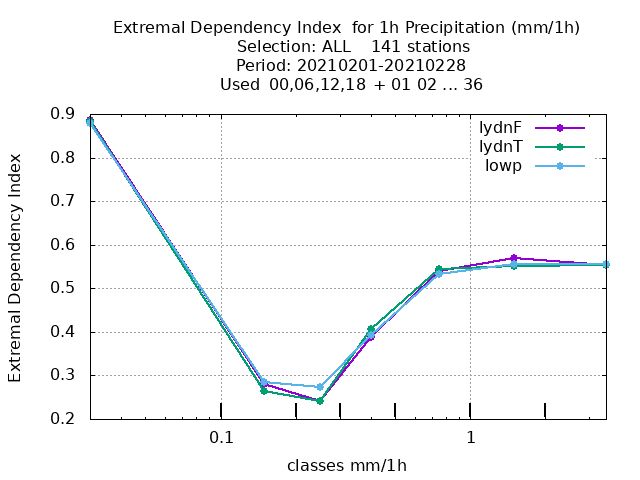 Extremal Dependency Index  for 1h Precipitation (mm/1h)
Selection: ALL    141 stations
Period: 20210201-20210228
Used  00,06,12,18  + 01 02 ... 36
lydnF
lydnT
lowp
Extremal Dependency Index
0.9
0.8
0.7
0.6
0.5
0.4
0.3
0.2
0.1
1
classes mm/1h